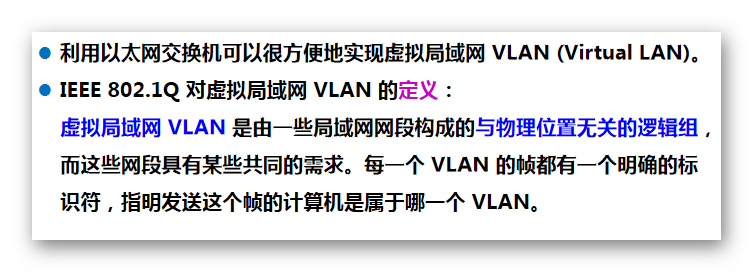 利用以太网交换机可以很方便地实现虚拟局域网 VLAN (Virtual LAN)。
IEEE 802.1Q 对虚拟局域网 VLAN 的定义：
虚拟局域网 VLAN 是由一些局域网网段构成的与物理位置无关的逻辑组，
而这些网段具有某些共同的需求。每一个 VLAN 的帧都有一个明确的标
识符，指明发送这个帧的计算机是属于哪一个 VLAN。